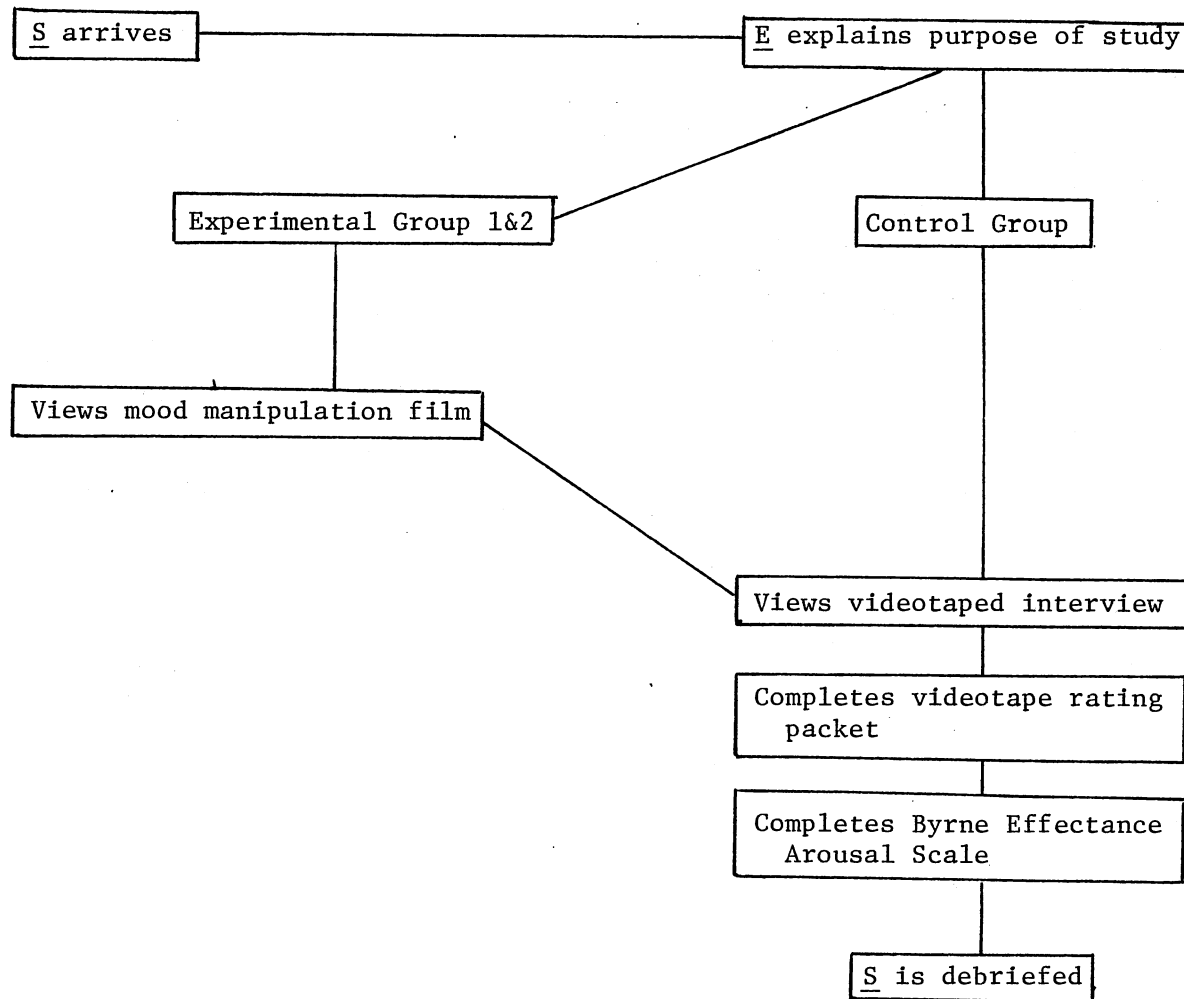 S arrives
E explains purpose of study
Experimental Group 1&2
Control Group
Views mood manipulation film
Views videotaped interview
Completes videotape rating
packet
Completes Byrne Effectance
Arousal Scale
S is debriefed